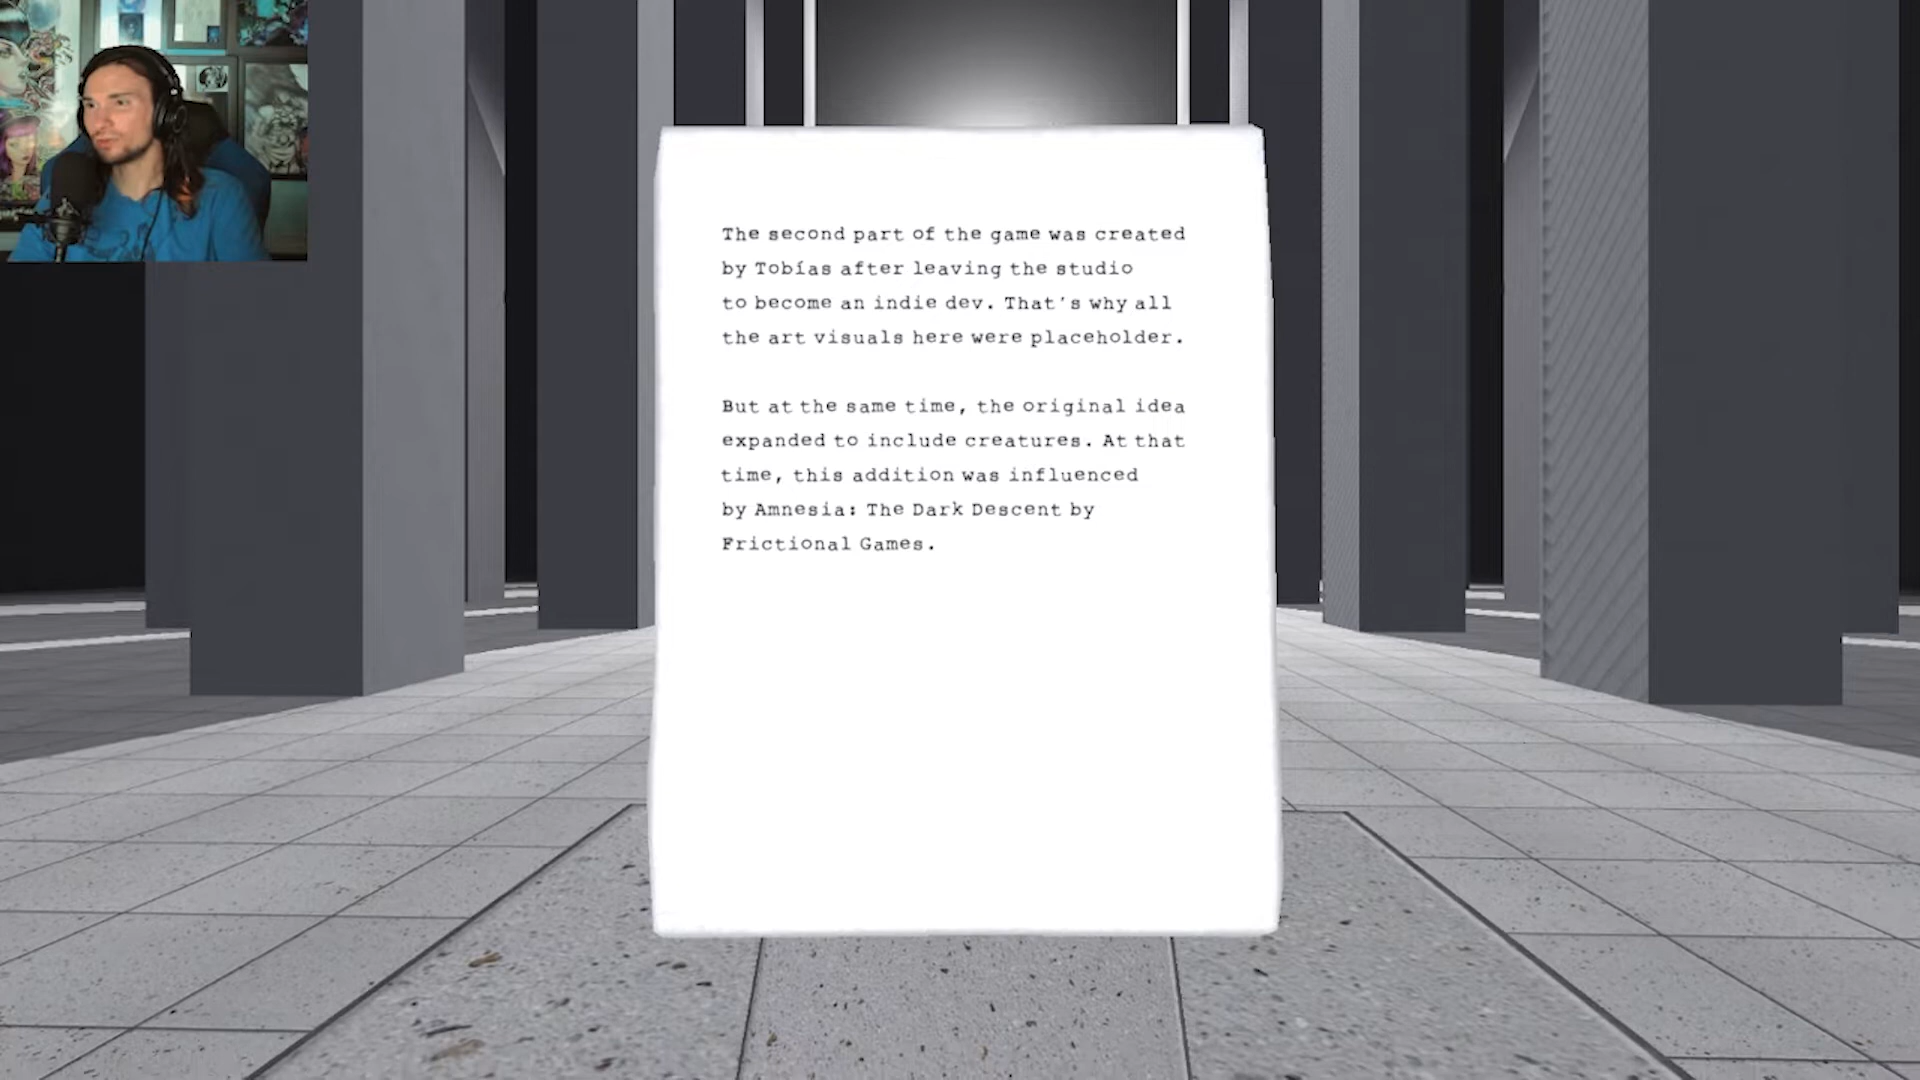 The second part of the game was created
by Tobías after leaving the studio
to become an indie dev. That's why all
the art visuals here were placeholder.
But at the same time, the original idea
expanded to include creatures. At that
time, this addition was influenced
by Amnesia: The Dark Descent by
Frictional Games.